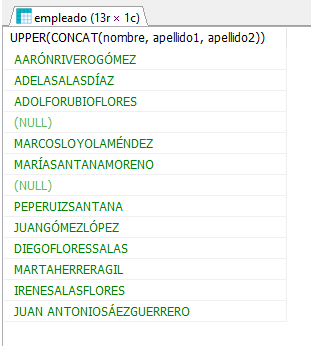 empleado (13r × 1c)
UPPER(CONCAT(nombre, apellido1, apellido2))
AARÓNRIVEROGÓMEZ
ADELASALASDÍAZ
ADOLFORUBIOFLORES
(NULL)
MARCOSLOYOLAMÉNDEZ
MARÍASANTANAMORENO
(NULL)
PEPERUIZSANTANA
JUANGÓMEZLÓPEZ
DIEGOFLORESSALAS
MARTAHERRERAGIL
IRENESALASFLORES
JUAN ANTONIOSÁEZGUERRERO